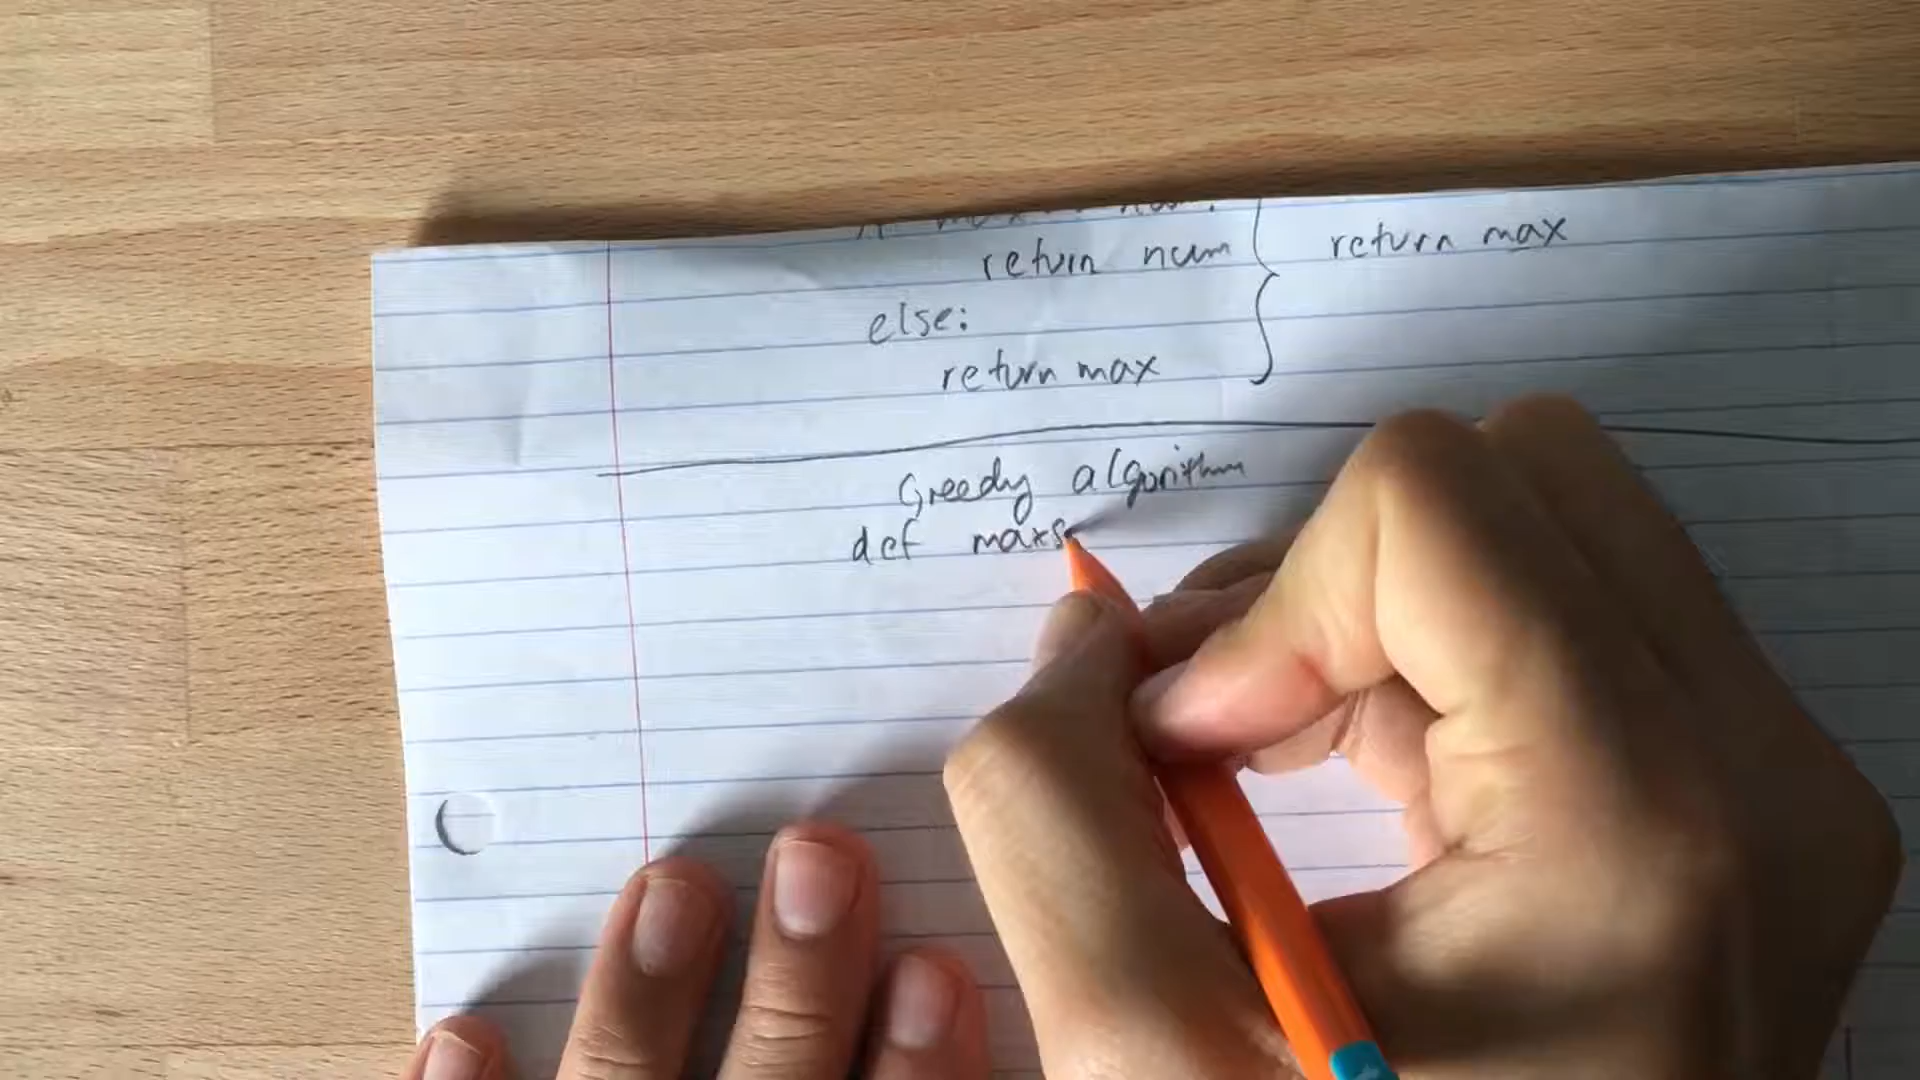 return num } return max
else:
return max
Greedy algorithm
def maxs